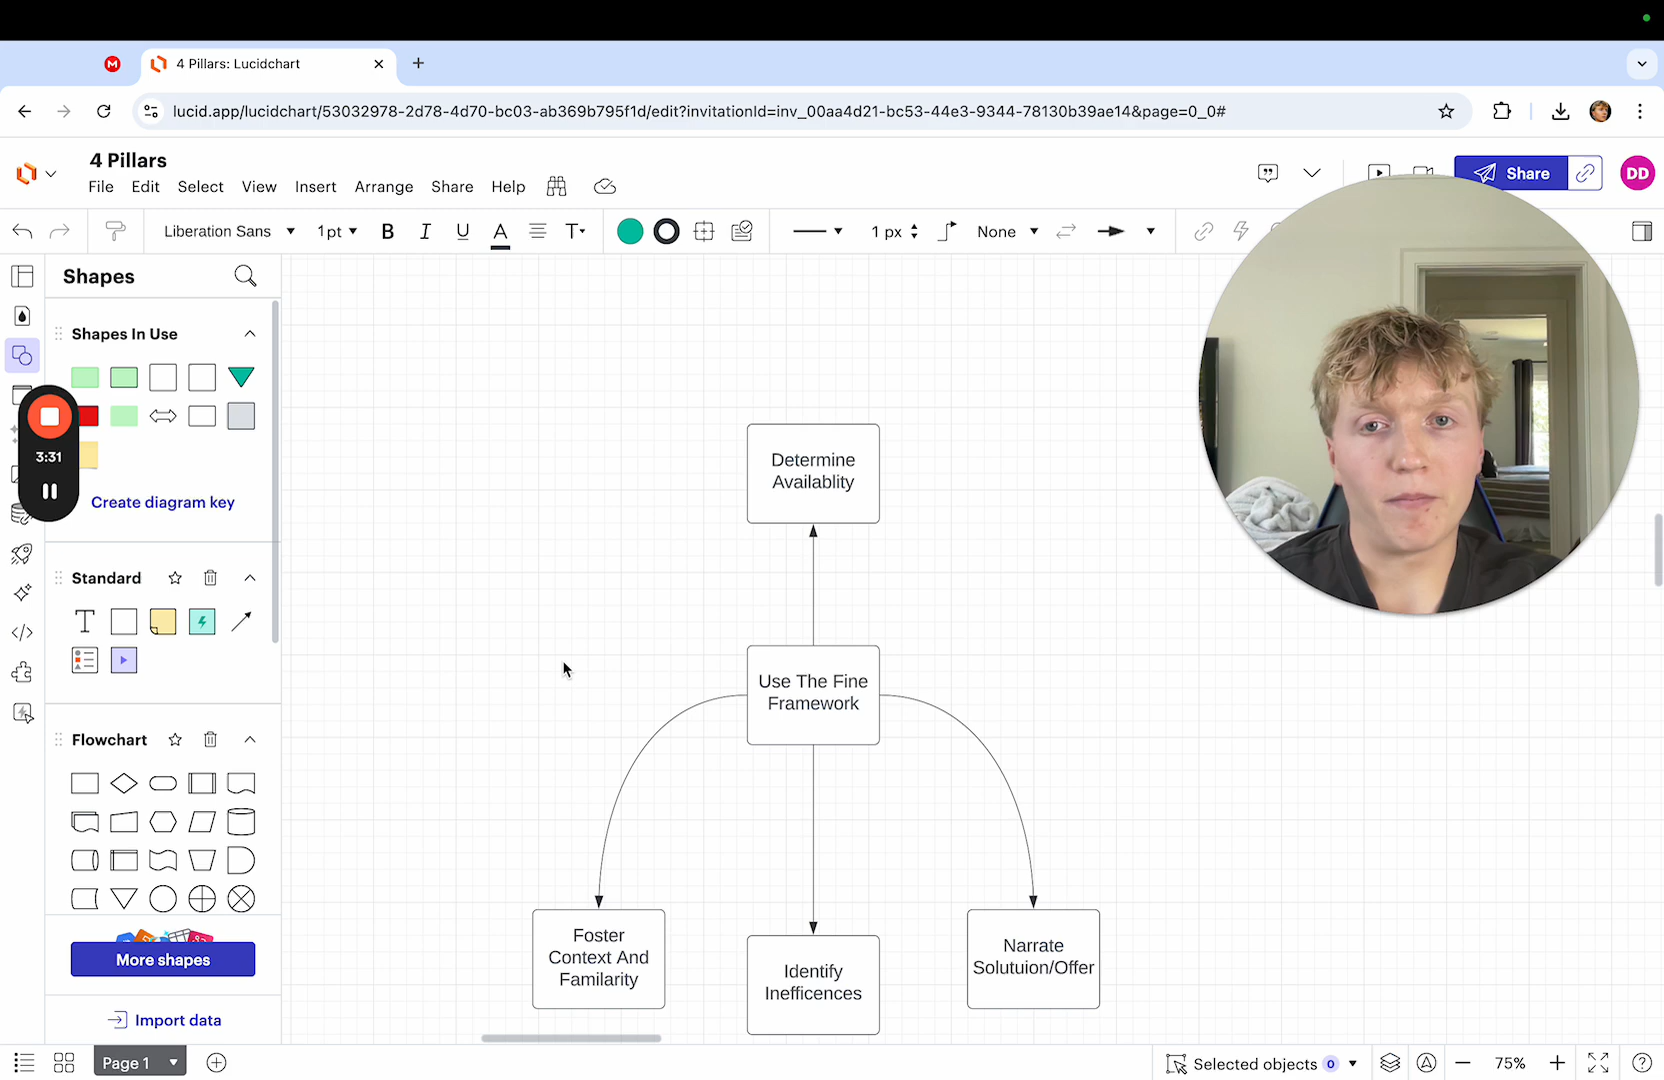 M
4 Pillars: Lucidchart
lucid.app/lucidchart/53032978-2d78-4d70-bc03-ab369b795f1d/edit?invitationId=inv_00aa4d21-bc53-44e3-9344-78130b39ae14&page=0_0#
4 Pillars
File Edit Select View Insert Arrange Share Help
Share
DD
Liberation Sans 1pt B I U A T 1 px None
Shapes
Shapes In Use
3:31
Create diagram key
Standard
T
Flowchart
More shapes
Import data
Determine
Availablity
Use The Fine
Framework
Foster
Context And
Familarity
Identify
Inefficences
Narrate
Solutuion/Offer
Page 1
Selected objects 0
75%